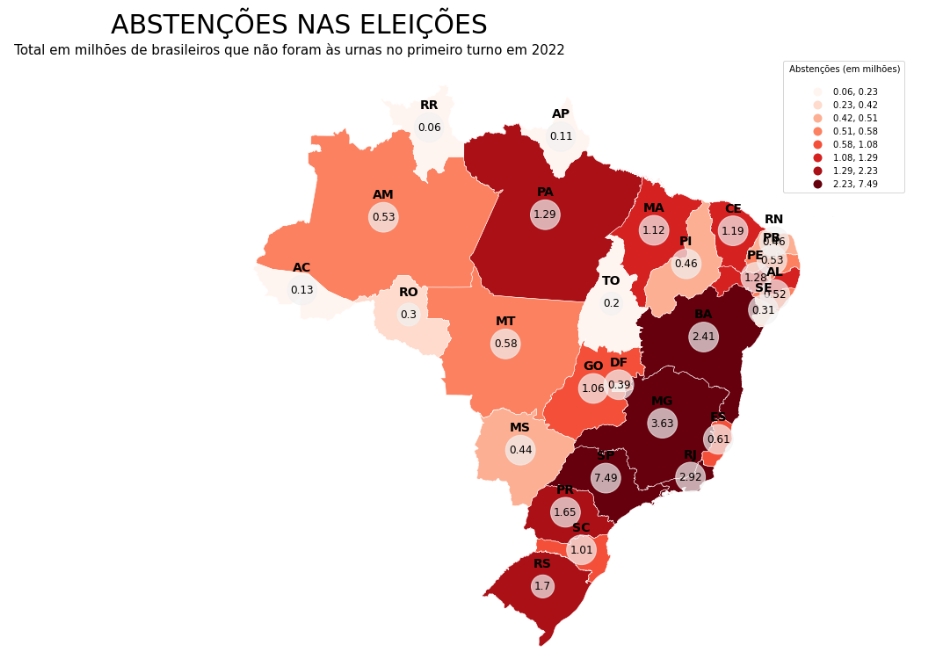 ABSTENÇÕES NAS ELEIÇÕES
Total em milhões de brasileiros que não foram às urnas no primeiro turno em 2022
Abstenções (em milhões)
0.06, 0.23
0.23, 0.42
0.42, 0.51
0.51, 0.58
0.58, 1.08
1.08, 1.29
1.29, 2.23
2.23, 7.49
RR
0.06
AP
0.11
AM
0.53
PA
1.29
MA
1.12
CE
1.19
RN
0.46
PB
0.53
PI
0.46
PE
1.28
AL
0.52
SE
0.31
AC
0.13
RO
0.3
TO
0.2
MT
0.58
BA
2.41
GO
1.06
DF
0.39
MG
3.63
ES
0.61
MS
0.44
SP
7.49
RJ
2.92
PR
1.65
SC
1.01
RS
1.7